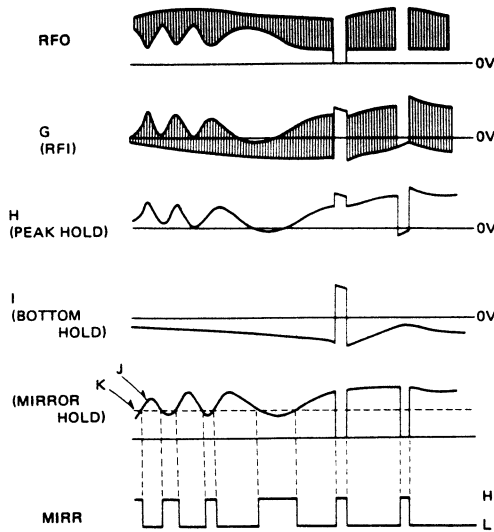 RFO
0V
G
(RFI)
0V
H
(PEAK HOLD)
0V
I
(BOTTOM
HOLD)
0V
J
K
(MIRROR
HOLD)
MIRR
H
L